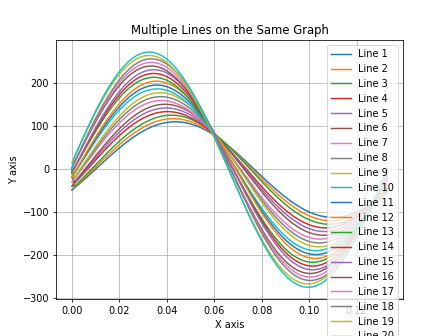 Multiple Lines on the Same Graph
Y axis
200
100
0
−100
−200
−300
0.00
0.02
0.04
0.06
0.08
0.10
X axis
Line 1
Line 2
Line 3
Line 4
Line 5
Line 6
Line 7
Line 8
Line 9
Line 10
Line 11
Line 12
Line 13
Line 14
Line 15
Line 16
Line 17
Line 18
Line 19
Line 20